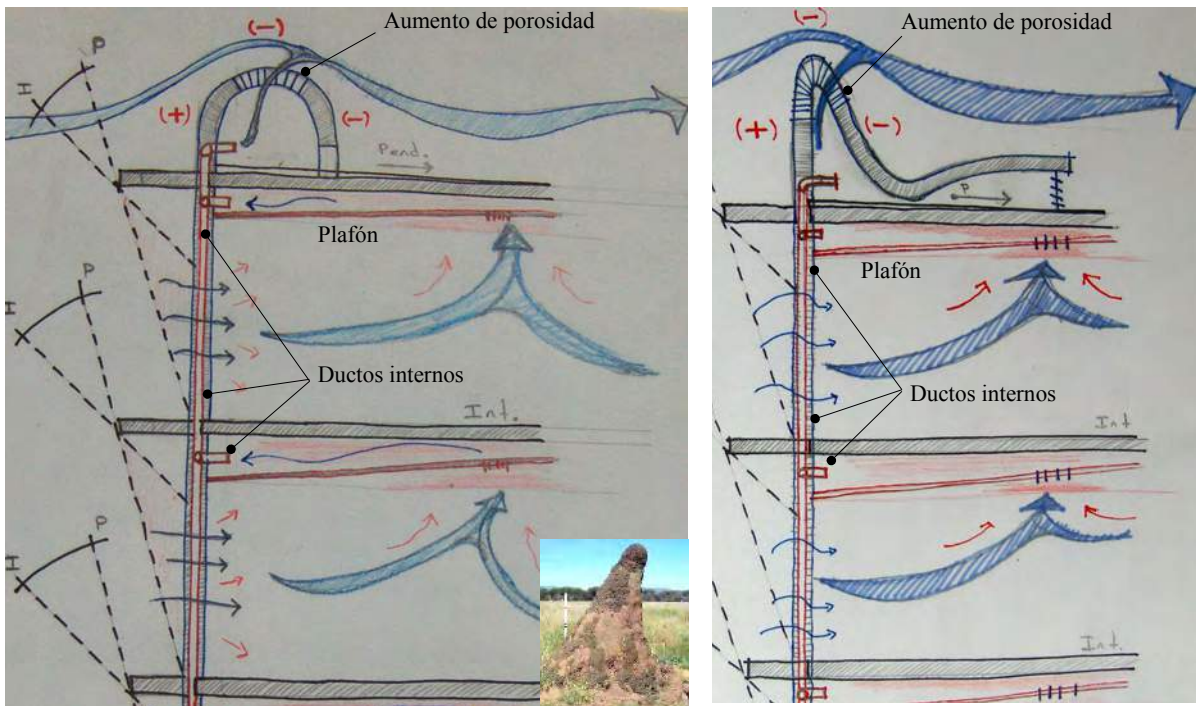 (-)
Aumento de porosidad
P
I
(+)
(-)
Pend.
Plafón
P
I
Ductos internos
Int.
P
I
(-)
Aumento de porosidad
(+)
(-)
P
Plafón
Ductos internos
Int
Int.